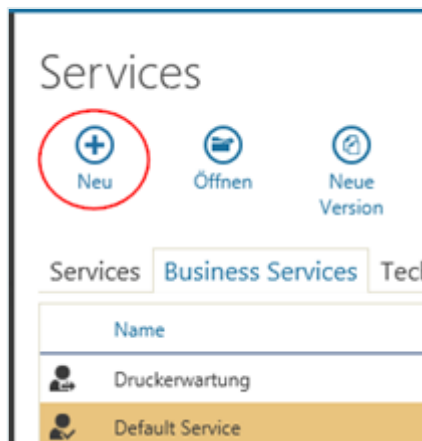 Services
Neu Öffnen Neue Version
Services Business Services
Name
Druckerwartung
Default Service